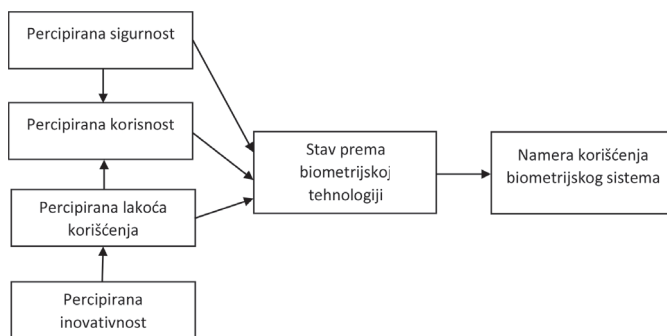 Percipirana sigurnost
Percipirana korisnost
Percipirana lakoća
korišćenja
Percipirana
inovativnost
Stav prema
biometrijskoj
tehnologiji
Namera korišćenja
biometrijskog sistema